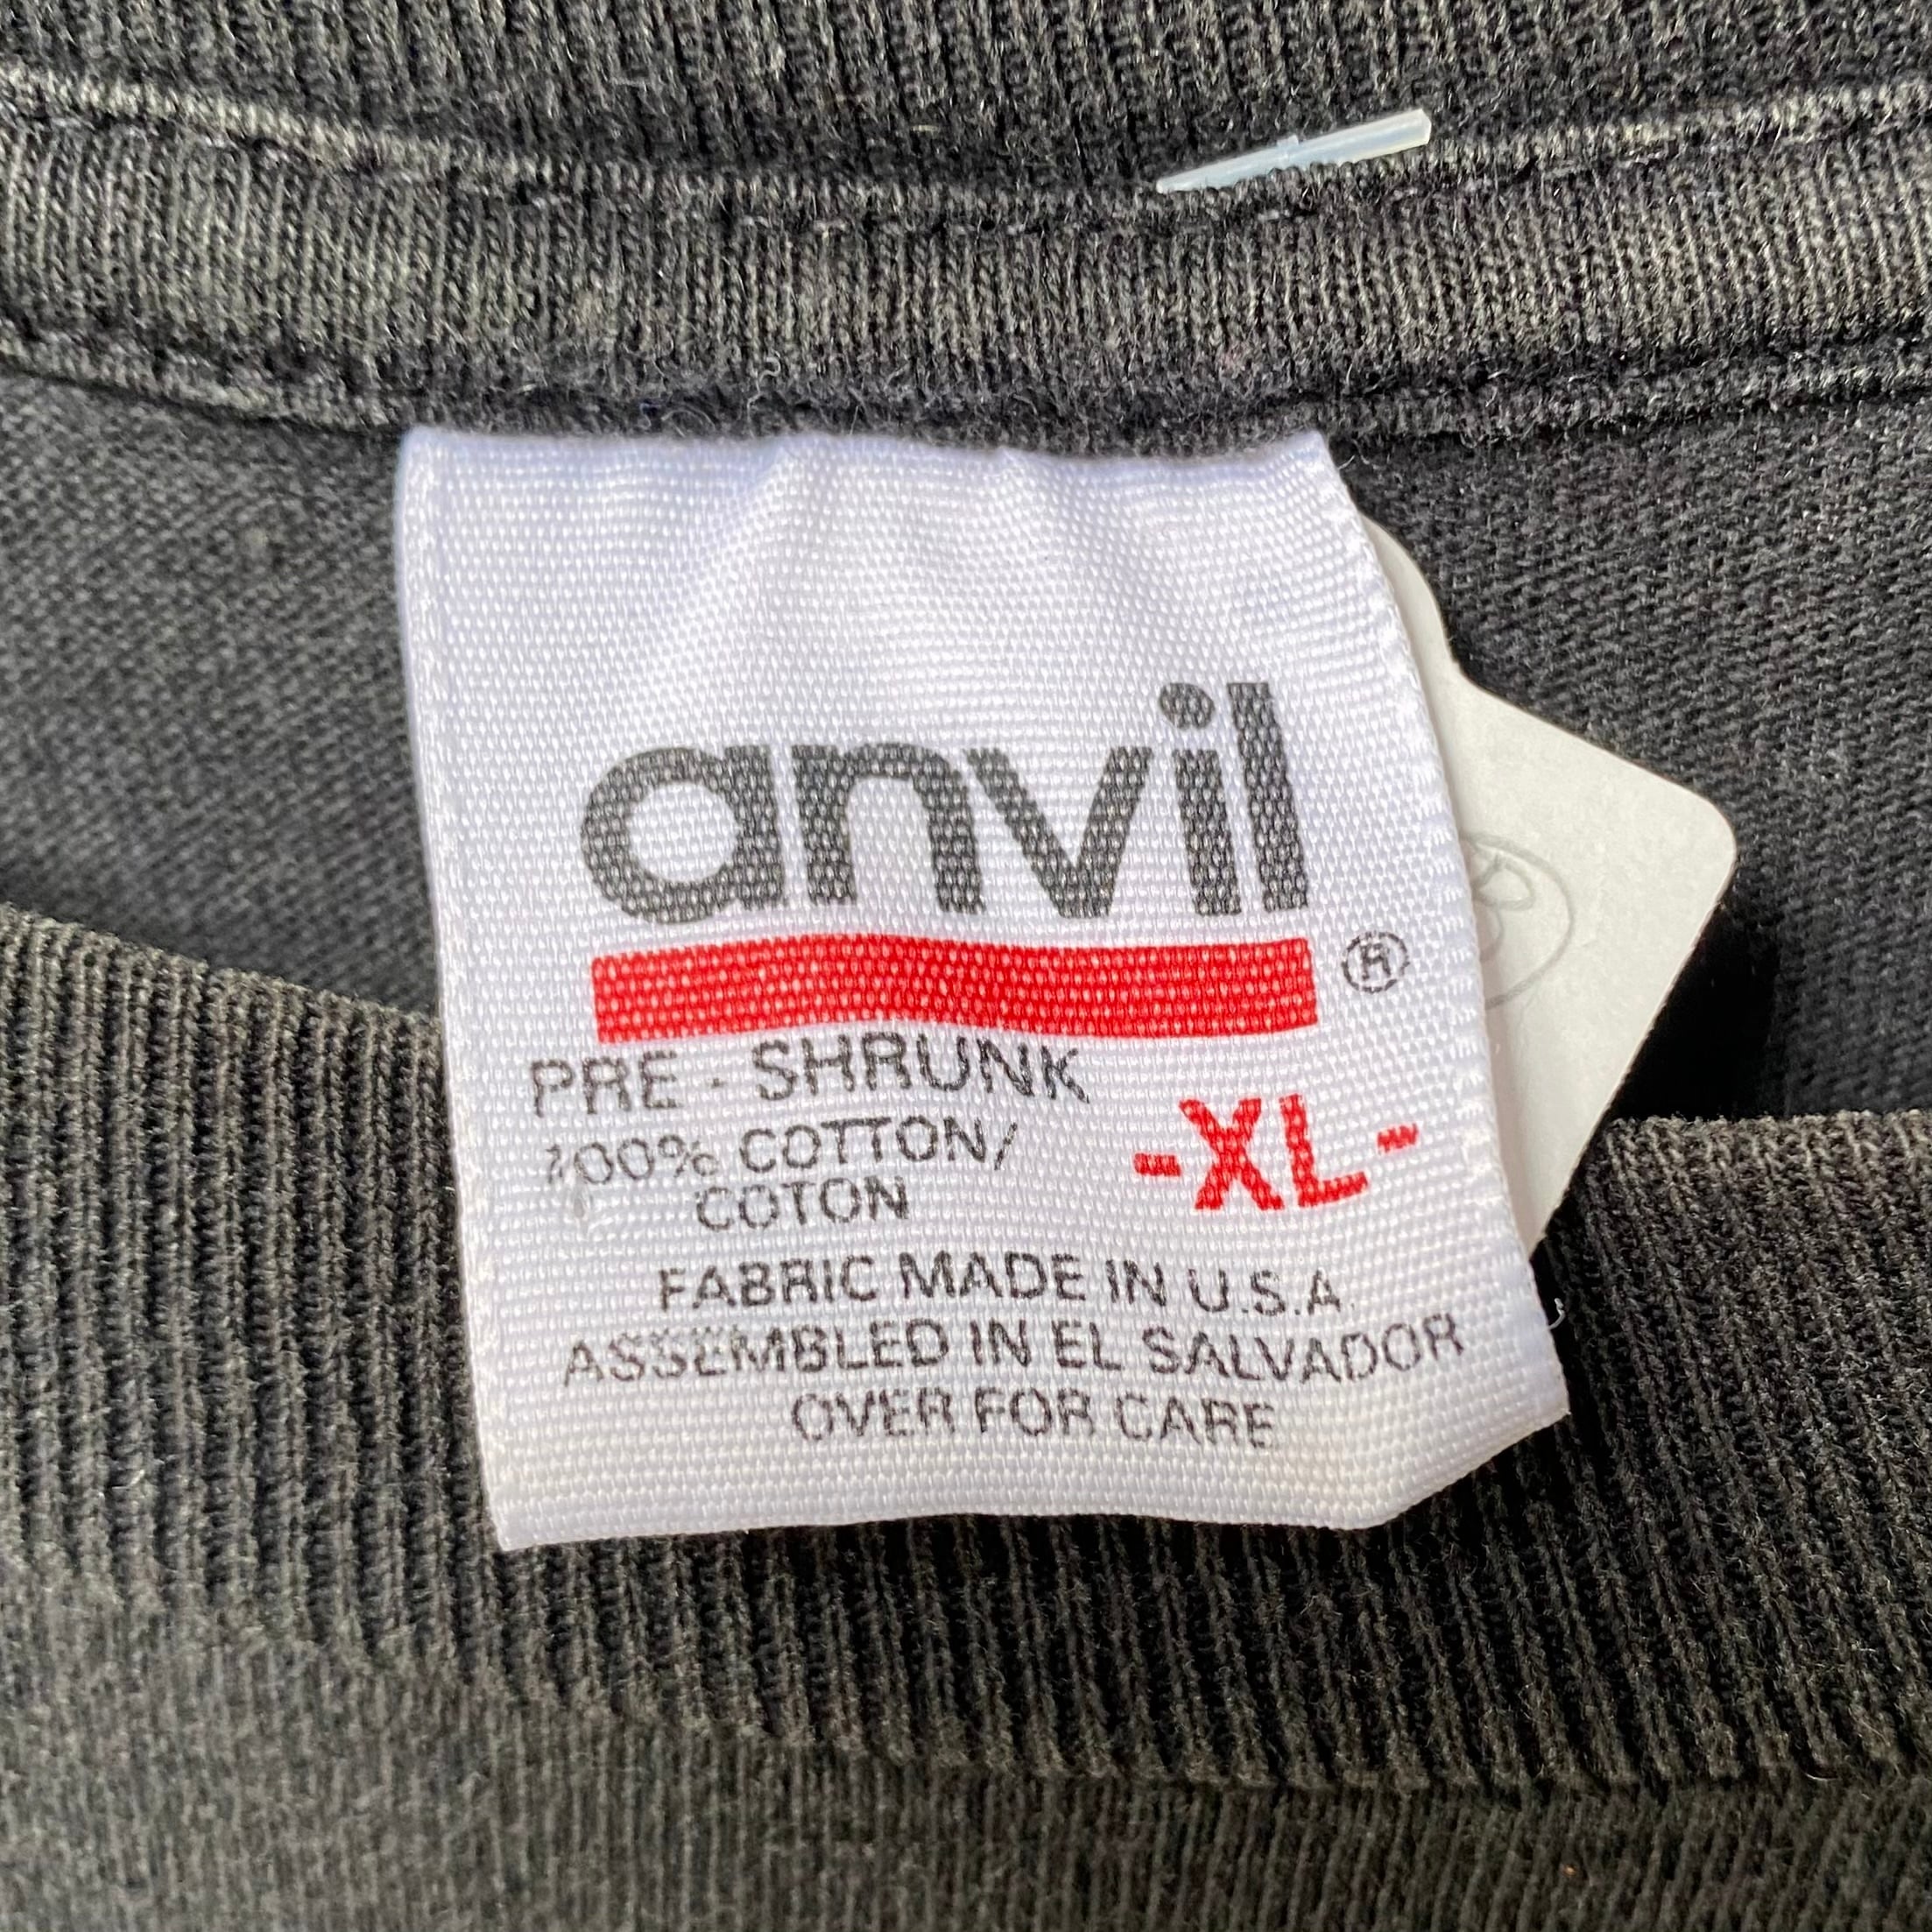 anvil
®
PRE - SHRUNK
100% COTTON/
COTON
-XL-
FABRIC MADE IN U.S.A.
ASSEMBLED IN EL SALVADOR
OVER FOR CARE